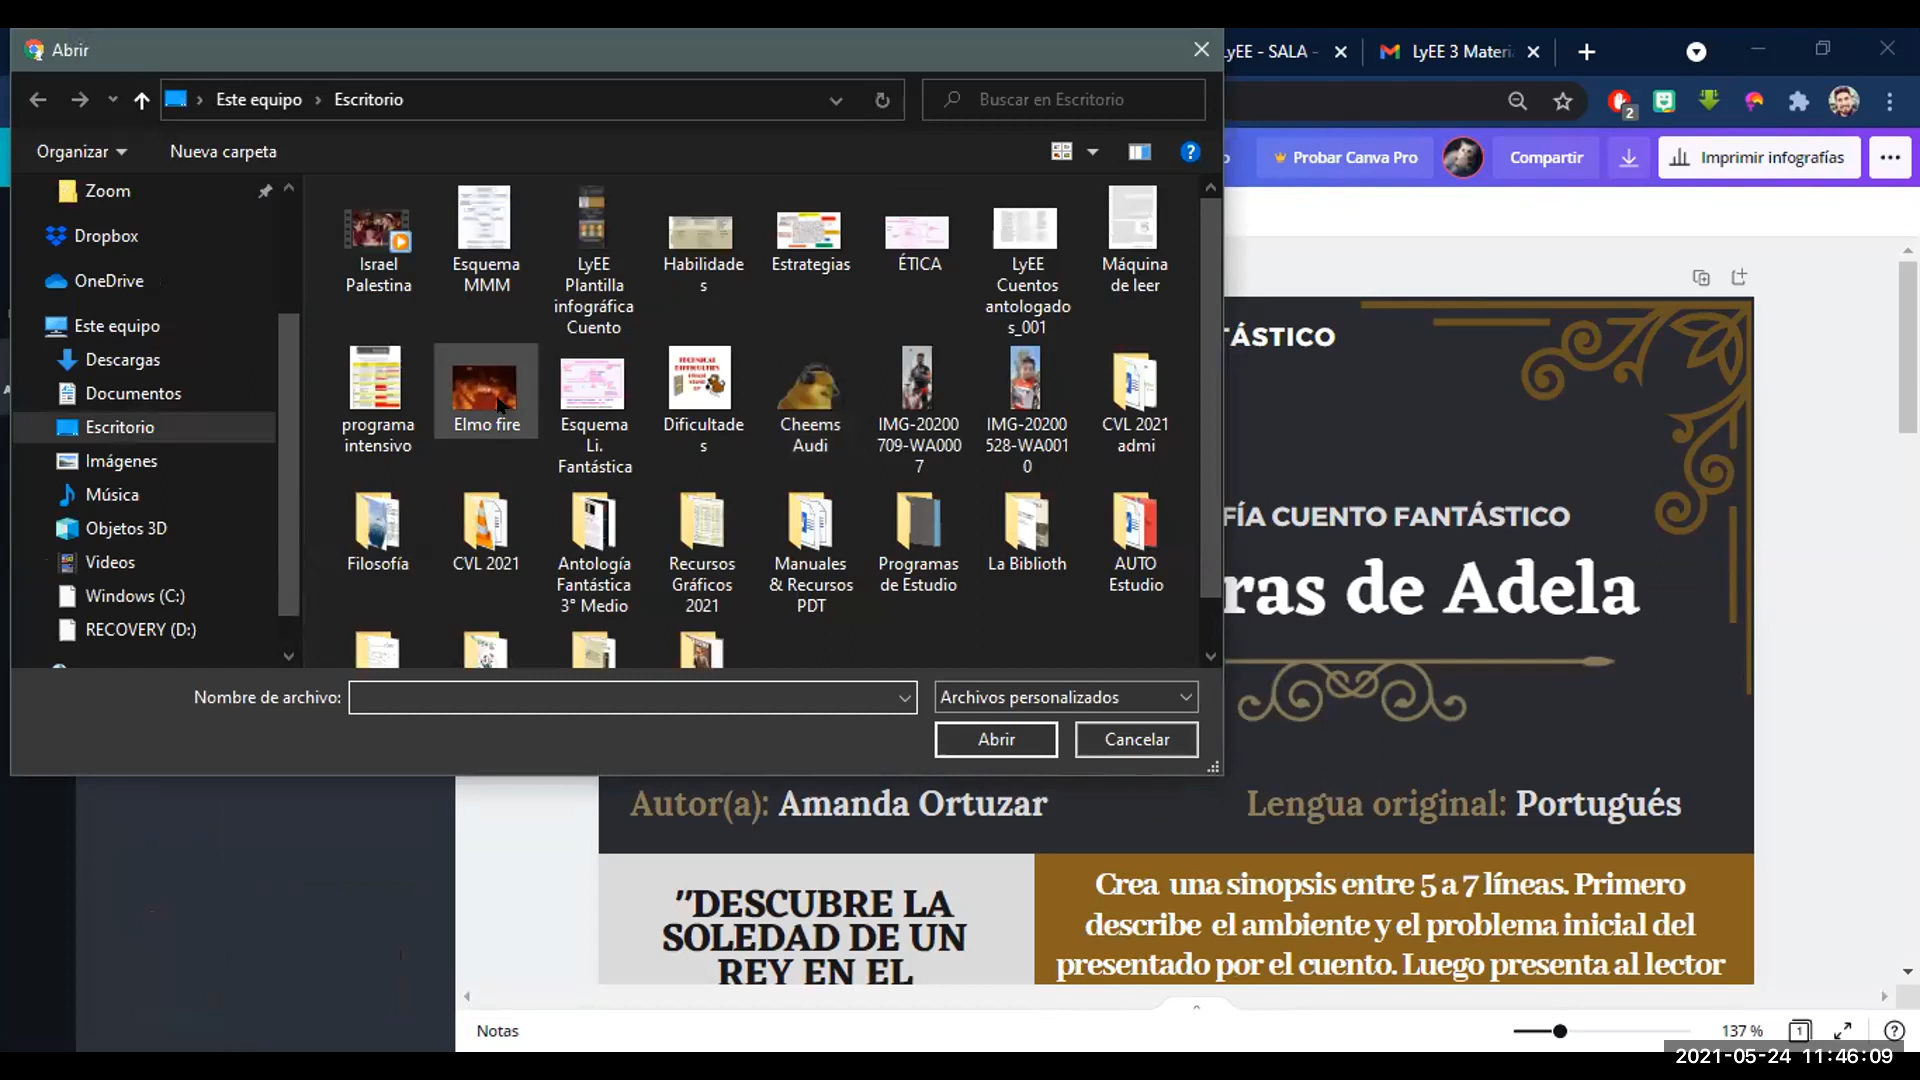 Abrir
LyEE - SALA -
LyEE 3 Materi
2
Este equipo
Escritorio
Buscar en Escritorio
Organizar
Nueva carpeta
?
Probar Canva Pro
Compartir
Imprimir infografías
Zoom
Dropbox
OneDrive
Este equipo
Descargas
Documentos
Escritorio
Imágenes
Música
Objetos 3D
Videos
Windows (C:)
RECOVERY (D:)
Israel
Palestina
Esquema
MMM
LyEE
Plantilla
infográfica
Cuento
Habilidade
s
Estrategias
ÉTICA
LyEE
Cuentos
antologado
s_001
Máquina
de leer
programa
intensivo
Elmo fire
Esquema
Li.
Fantástica
TECHNICAL
DIFFICULTIES
Dificultade
s
Cheems
Audi
IMG-20200
709-WA000
7
IMG-20200
528-WA001
0
CVL 2021
admi
Filosofía
CVL 2021
Antología
Fantástica
3° Medio
Recursos
Gráficos
2021
Manuales
& Recursos
PDT
Programas
de Estudio
La Biblioth
AUTO
Estudio
Nombre de archivo:
Archivos personalizados
Abrir
Cancelar
TÁSTICO
FÍA CUENTO FANTÁSTICO
ras de Adela
Autor(a): Amanda Ortuzar
Lengua original: Portugués
"DESCUBRE LA
SOLEDAD DE UN
REY EN EL
Crea una sinopsis entre 5 a 7 líneas. Primero
describe el ambiente y el problema inicial del
presentado por el cuento. Luego presenta al lector
Notas
137 %
1
?
2021-05-24 11:46:09